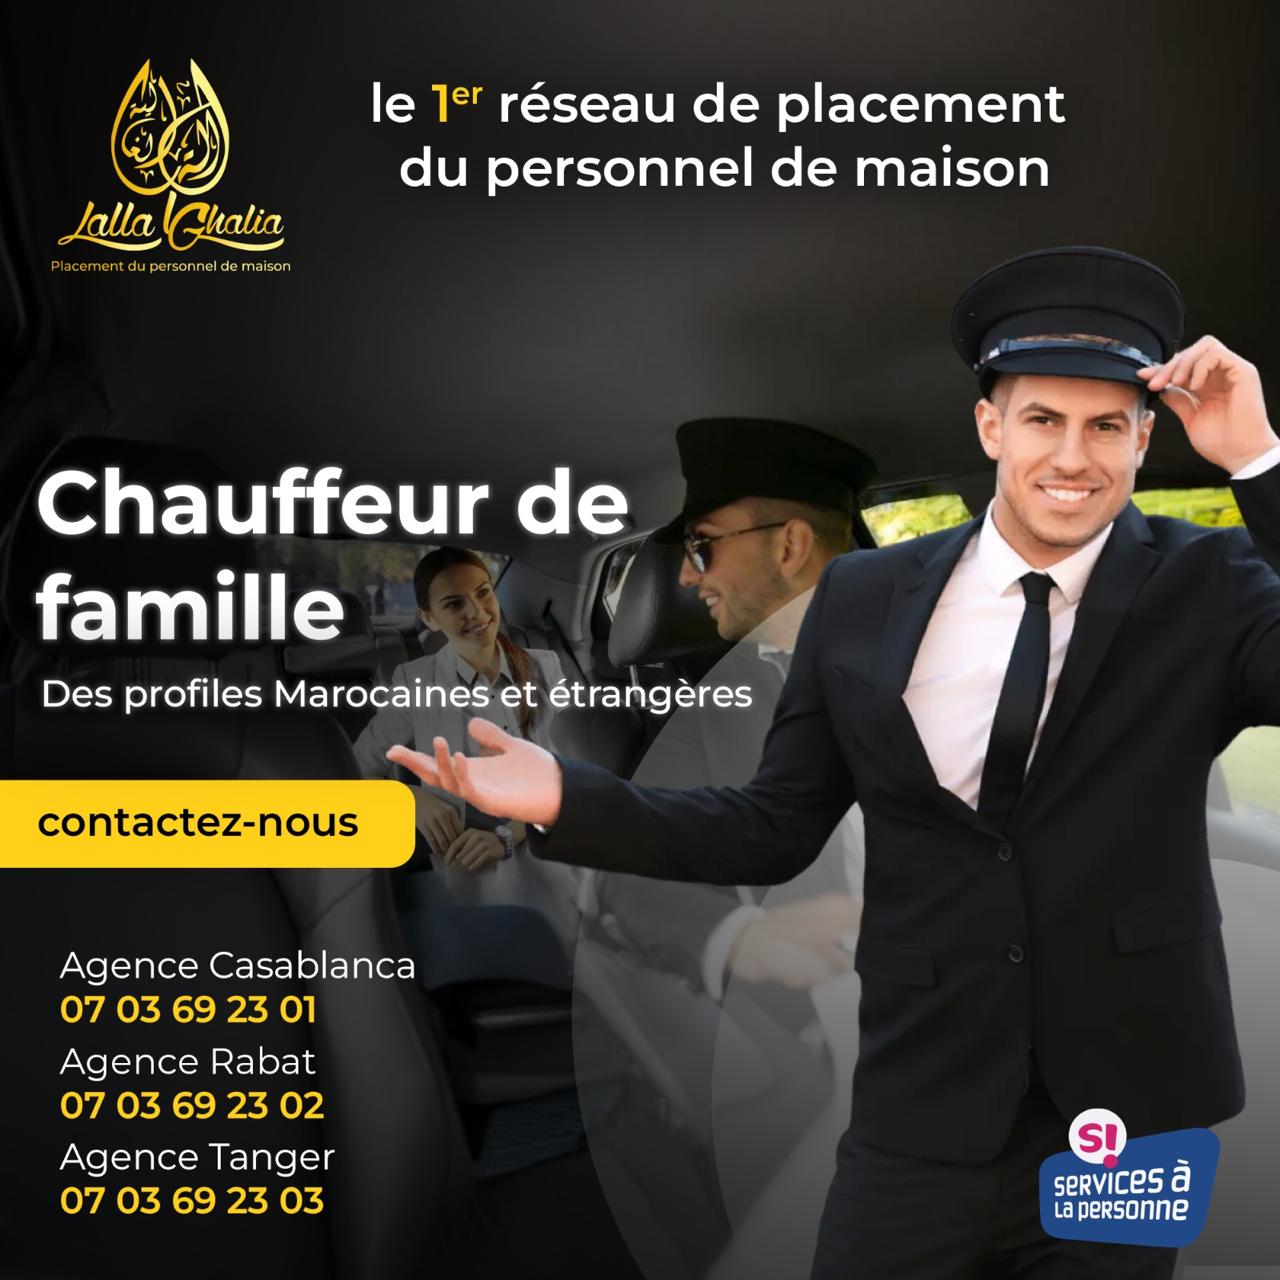 Lalla Ghalia
Placement du personnel de maison
le 1er réseau de placement
du personnel de maison
Chauffeur de
famille
Des profiles Marocaines et étrangères
contactez-nous
Agence Casablanca
07 03 69 23 01
Agence Rabat
07 03 69 23 02
Agence Tanger
07 03 69 23 03
S!
services à
la personne